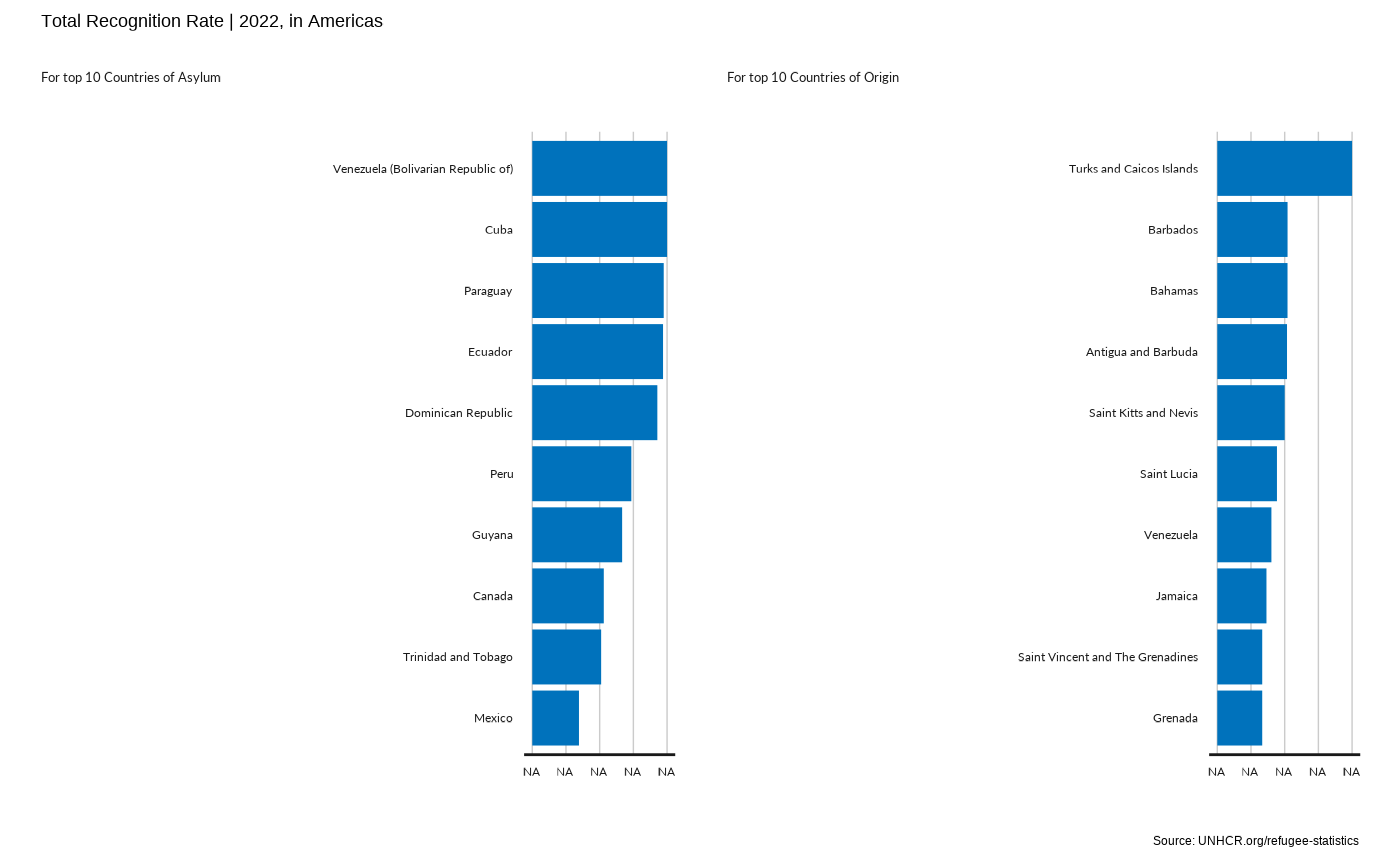 Total Recognition Rate | 2022, in Americas
For top 10 Countries of Asylum
Venezuela (Bolivarian Republic of)
Cuba
Paraguay
Ecuador
Dominican Republic
Peru
Guyana
Canada
Trinidad and Tobago
Mexico
NA NA NA NA NA
For top 10 Countries of Origin
Turks and Caicos Islands
Barbados
Bahamas
Antigua and Barbuda
Saint Kitts and Nevis
Saint Lucia
Venezuela
Jamaica
Saint Vincent and The Grenadines
Grenada
NA NA NA NA NA
Source: UNHCR.org/refugee-statistics